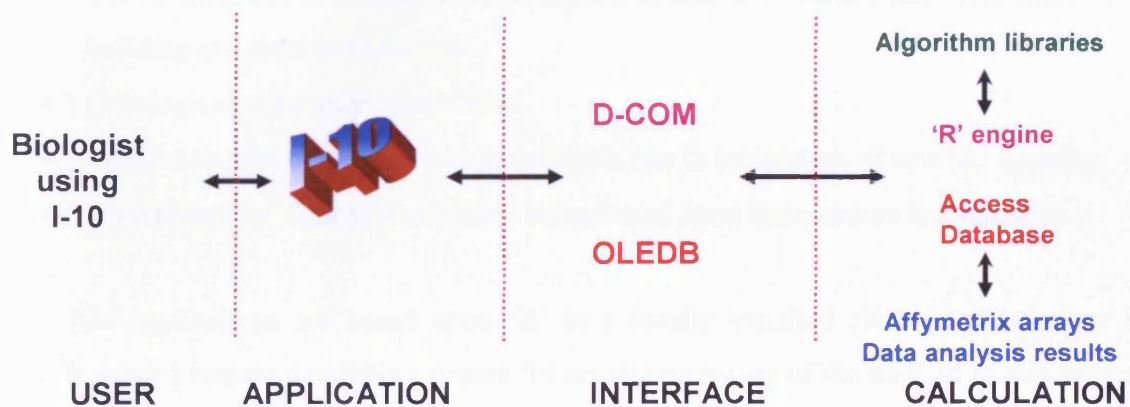 Biologist
using
I-10
I-10
D-COM
OLEDB
Algorithm libraries
'R' engine
Access
Database
Affymetrix arrays
Data analysis results
USER
APPLICATION
INTERFACE
CALCULATION